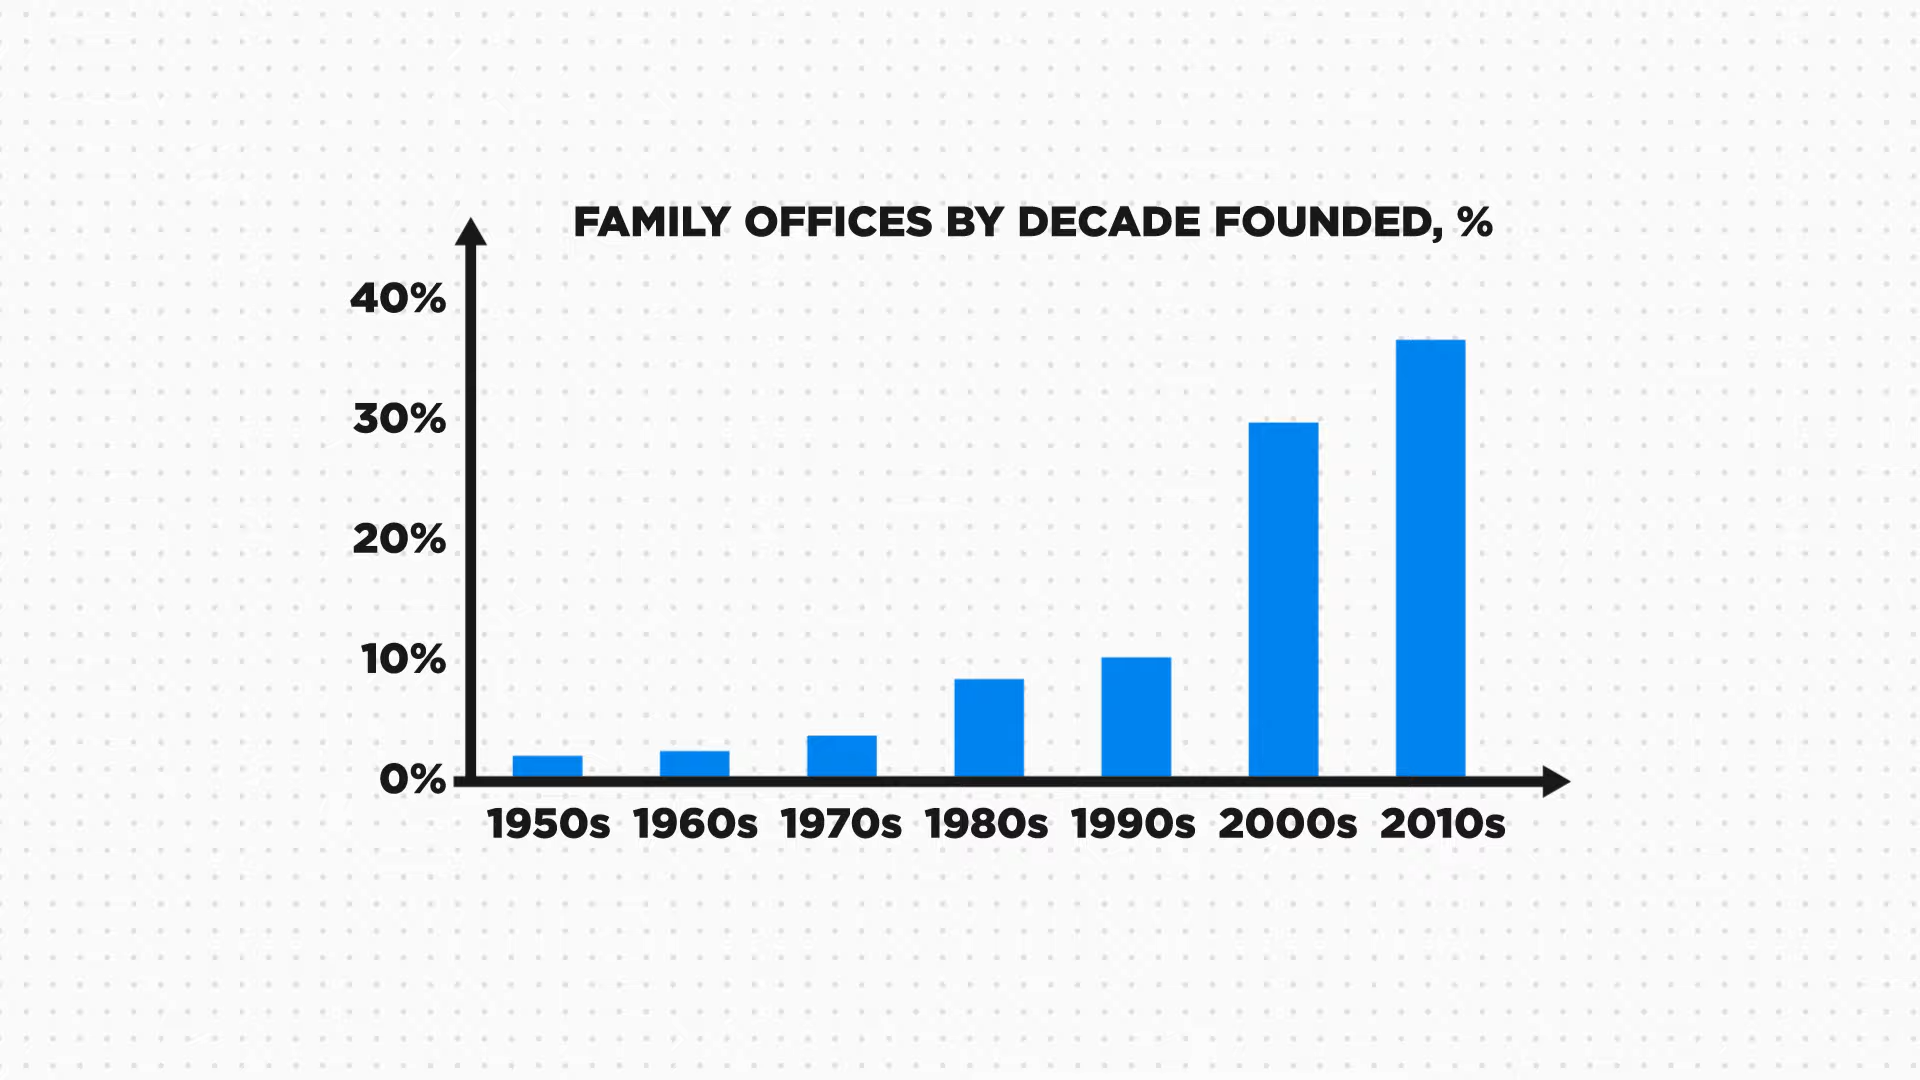 FAMILY OFFICES BY DECADE FOUNDED, %
40%
30%
20%
10%
0%
1950s 1960s 1970s 1980s 1990s 2000s 2010s